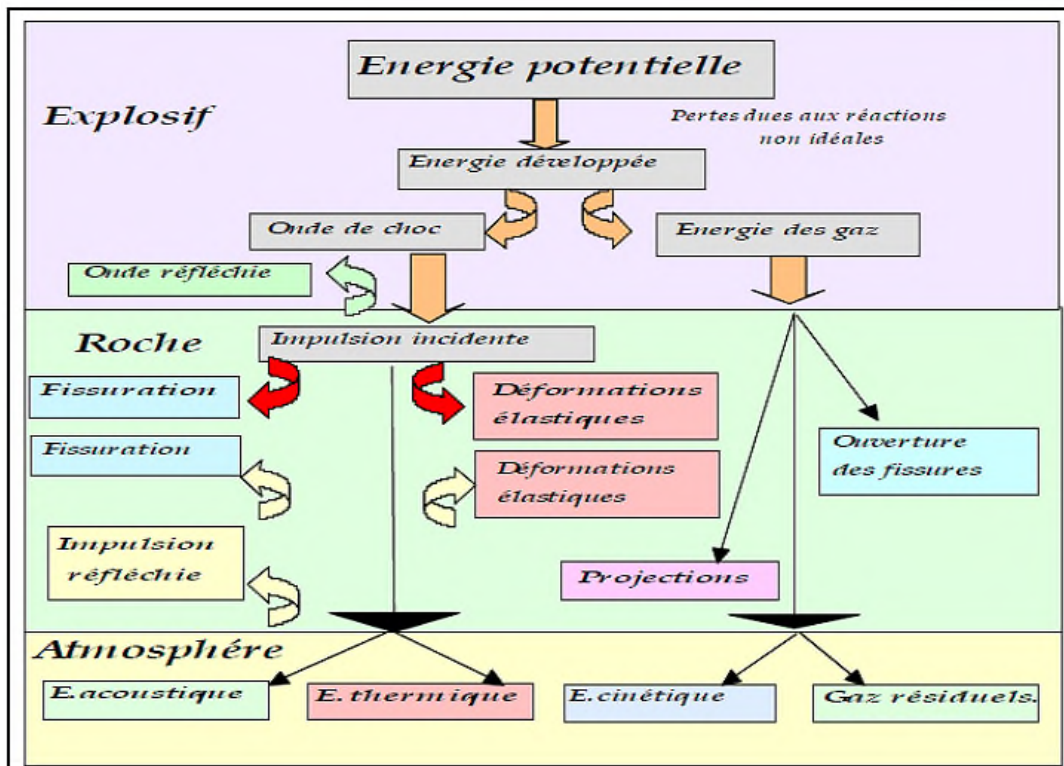 Energie potentielle
Explosif
Pertes dues aux réactions
non idéales
Energie développée
Onde de choc
Energie des gaz
Onde réfléchie
Roche
Impulsion incidente
Fissuration
Déformations
élastiques
Fissuration
Déformations
élastiques
Ouverture
des fissures
Impulsion
réfléchie
Projections
Atmosphére
E.acoustique
E.thermique
E.cinétique
Gaz résiduels.